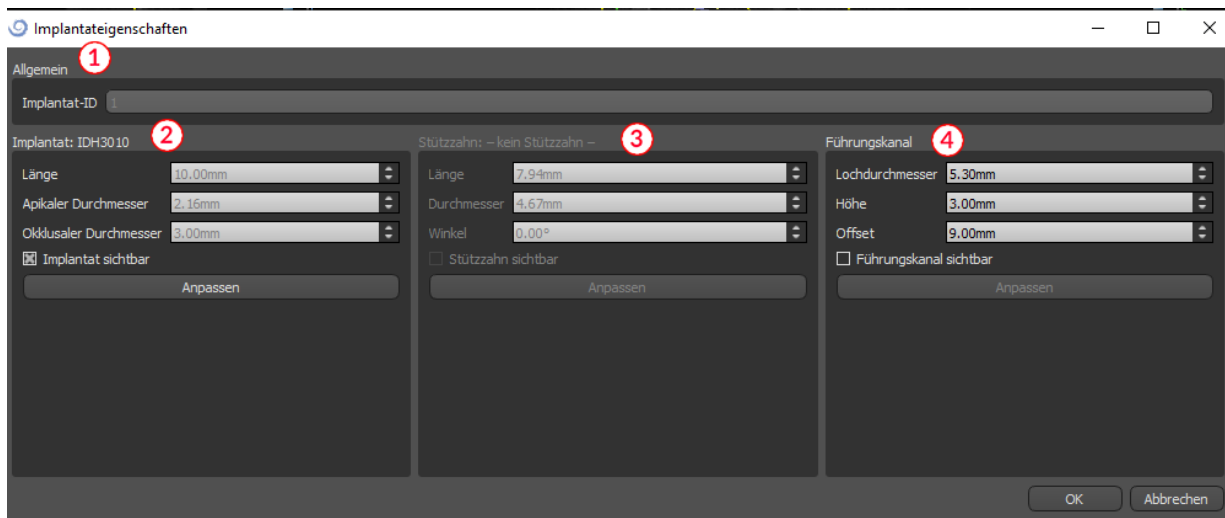 Implantateigenschaften
1
Allgemein
Implantat-ID 1
2
Implantat: IDH3010
Länge 10.00mm
Apikaler Durchmesser 2.16mm
Okklusaler Durchmesser 3.00mm
Implantat sichtbar
Anpassen
3
Stützzahn: – kein Stützzahn –
Länge 7.94mm
Durchmesser 4.67mm
Winkel 0.00°
Stützzahn sichtbar
Anpassen
4
Führungskanal
Lochdurchmesser 5.30mm
Höhe 3.00mm
Offset 9.00mm
Führungskanal sichtbar
Anpassen
OK Abbrechen